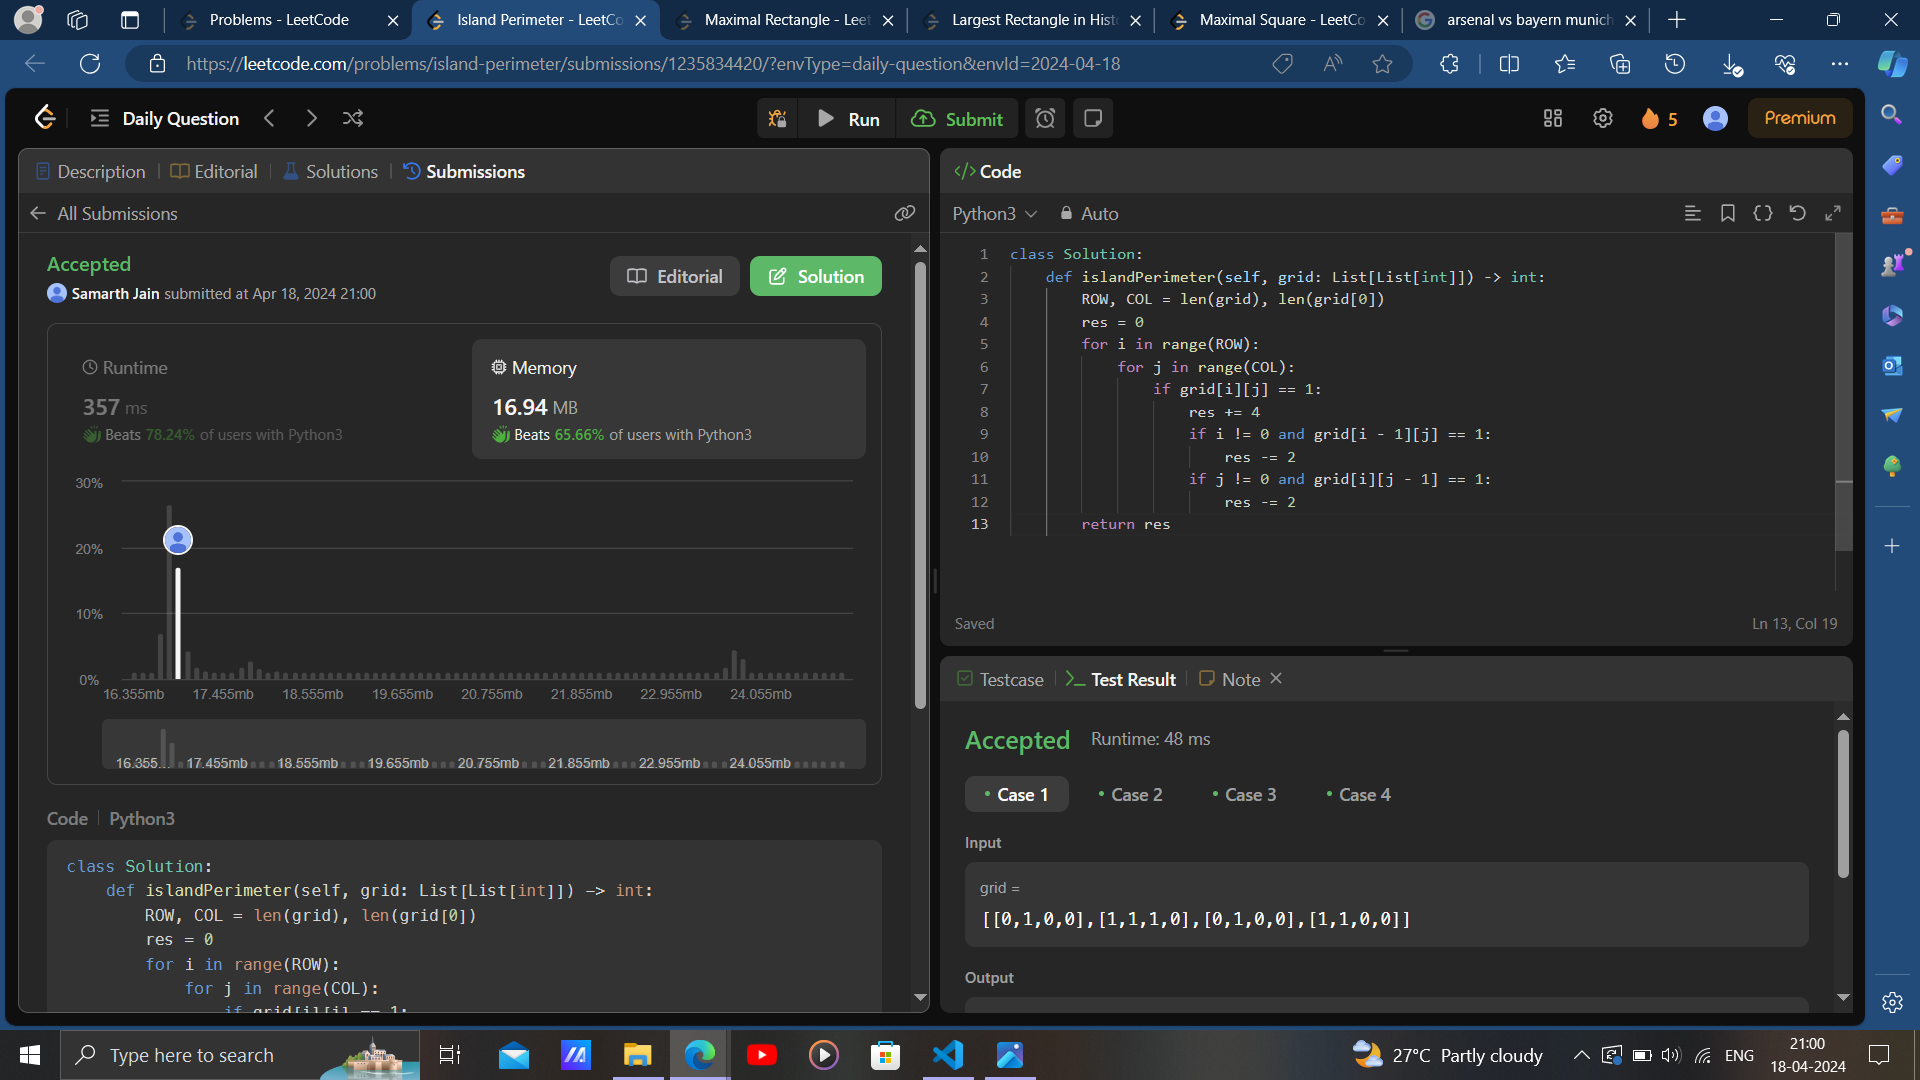 Problems - LeetCode
Island Perimeter - LeetCo
Maximal Rectangle - Leet
Largest Rectangle in Hist
Maximal Square - LeetCo
arsenal vs bayern munich
https://leetcode.com/problems/island-perimeter/submissions/1235834420/?envType=daily-question&envId=2024-04-18
Daily Question
Run
Submit
5
Premium
Description
Editorial
Solutions
Submissions
All Submissions
Accepted
Samarth Jain submitted at Apr 18, 2024 21:00
Editorial
Solution
Runtime
357 ms
Beats 78.24% of users with Python3
Memory
16.94 MB
Beats 65.66% of users with Python3
30%
20%
10%
0%
16.355mb 17.455mb 18.555mb 19.655mb 20.755mb 21.855mb 22.955mb 24.055mb
16.355... 17.455mb 18.555mb 19.655mb 20.755mb 21.855mb 22.955mb 24.055mb
Code Python3
class Solution:
    def islandPerimeter(self, grid: List[List[int]]) -> int:
        ROW, COL = len(grid), len(grid[0])
        res = 0
        for i in range(ROW):
            for j in range(COL):
                if grid[i][j] == 1:
Code
Python3
Auto
1 class Solution:
2     def islandPerimeter(self, grid: List[List[int]]) -> int:
3         ROW, COL = len(grid), len(grid[0])
4         res = 0
5         for i in range(ROW):
6             for j in range(COL):
7                 if grid[i][j] == 1:
8                     res += 4
9                     if i != 0 and grid[i - 1][j] == 1:
10                         res -= 2
11                     if j != 0 and grid[i][j - 1] == 1:
12                         res -= 2
13         return res
Saved
Ln 13, Col 19
Testcase
Test Result
Note
Accepted Runtime: 48 ms
Case 1
Case 2
Case 3
Case 4
Input
grid =
[[0,1,0,0],[1,1,1,0],[0,1,0,0],[1,1,0,0]]
Output
Type here to search
27°C Partly cloudy
ENG
21:00
18-04-2024